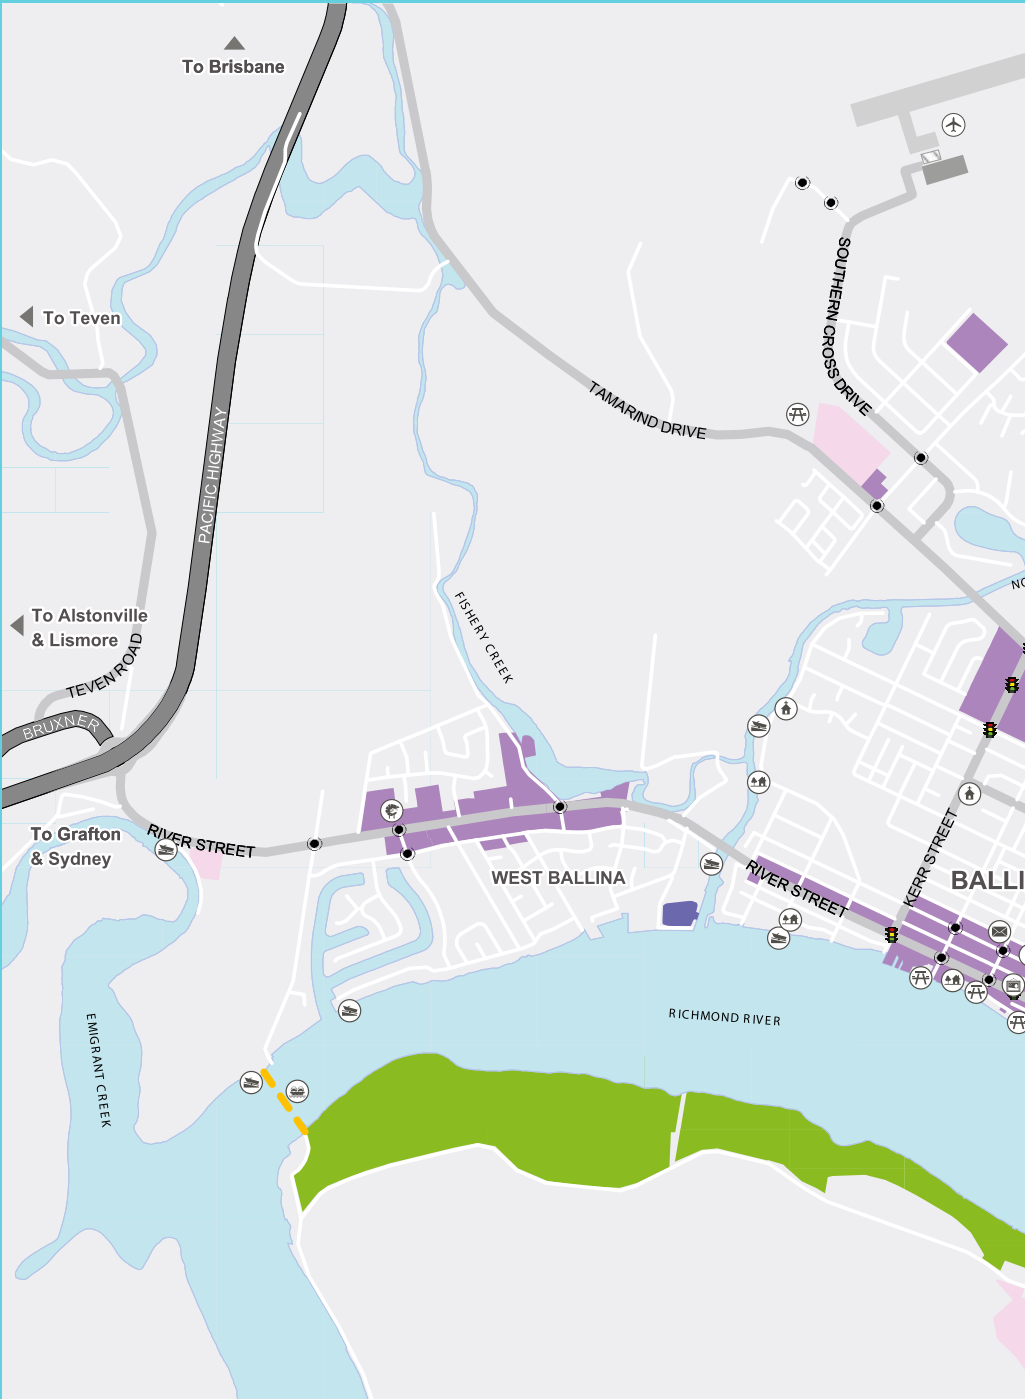 To Brisbane
SOUTHERN CROSS DRIVE
To Teven
TAMARIND DRIVE
PACIFIC HIGHWAY
To Alstonville
& Lismore
FISHERY CREEK
TEVEN ROAD
BRUXNER
To Grafton
& Sydney
RIVER STREET
WEST BALLINA
RIVER STREET
KERR STREET
BALLI
RICHMOND RIVER
EMIGRANT CREEK